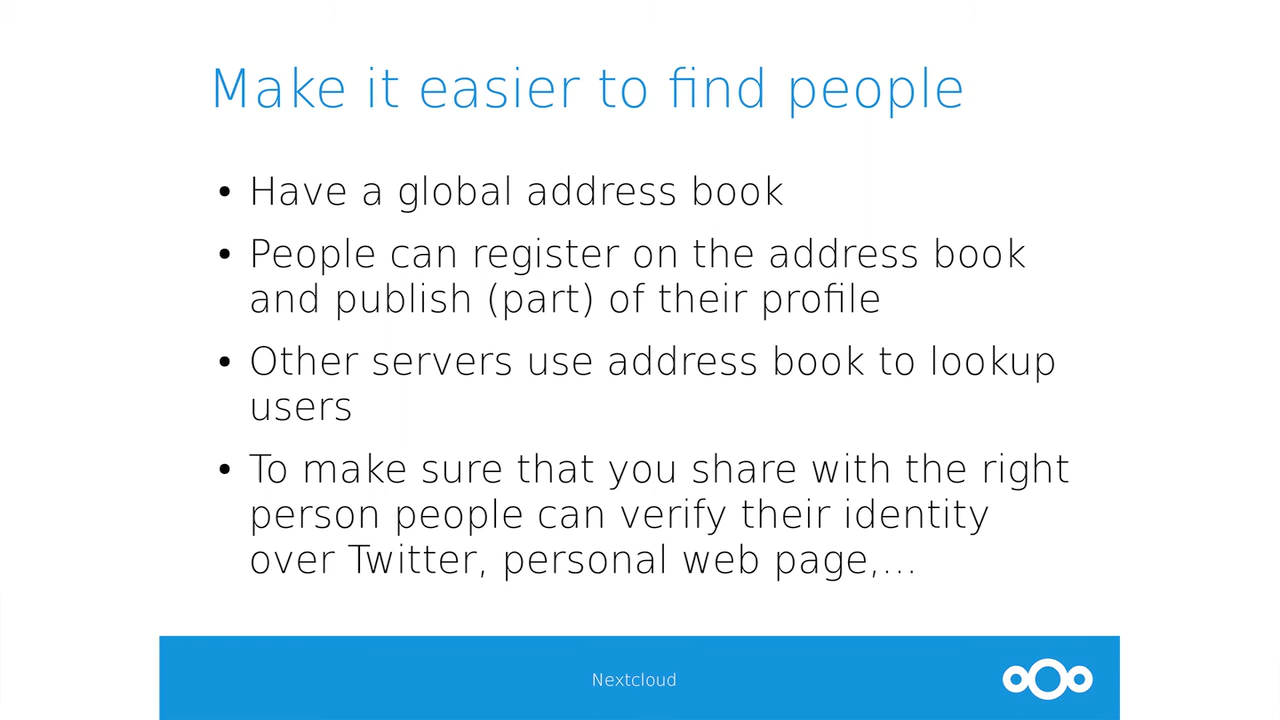 Make it easier to find people
• Have a global address book
• People can register on the address book
and publish (part) of their profile
• Other servers use address book to lookup
users
• To make sure that you share with the right
person people can verify their identity
over Twitter, personal web page,...
Nextcloud